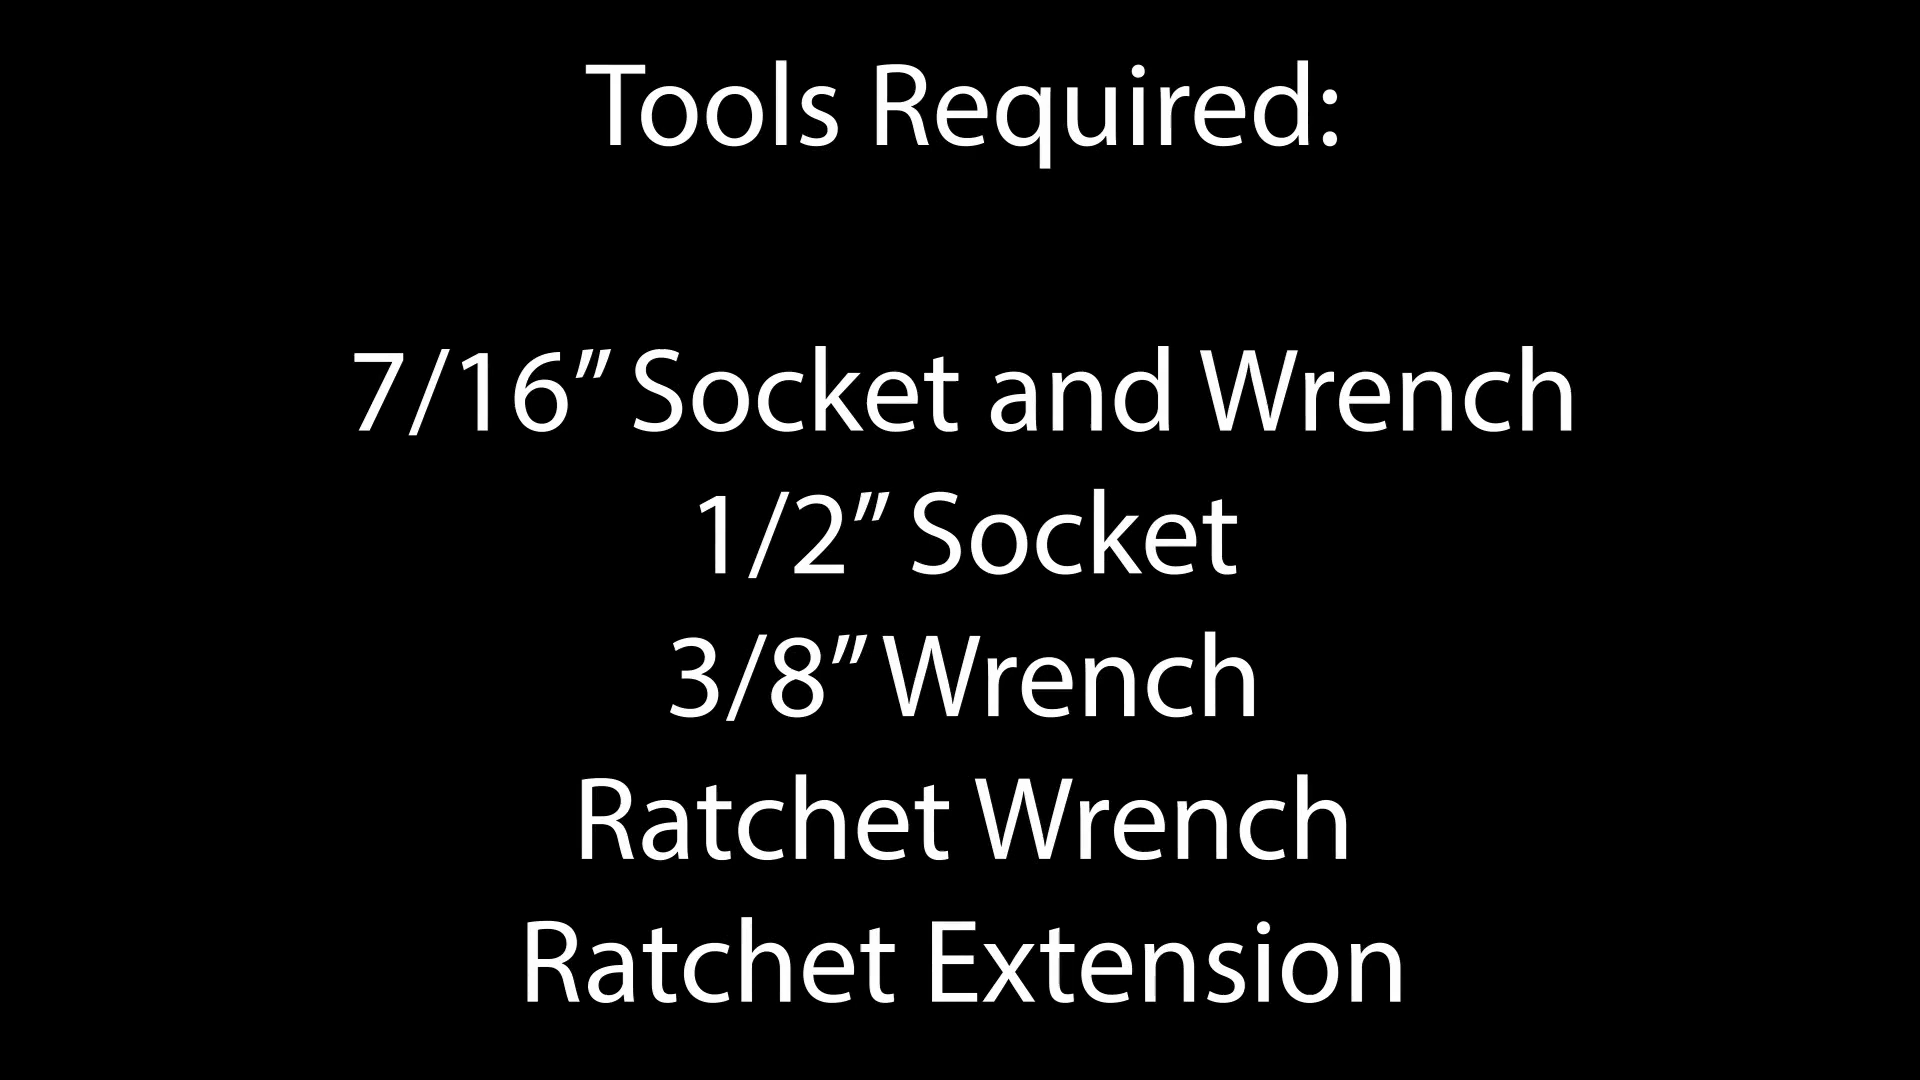 Tools Required:
7/16” Socket and Wrench
1/2” Socket
3/8” Wrench
Ratchet Wrench
Ratchet Extension